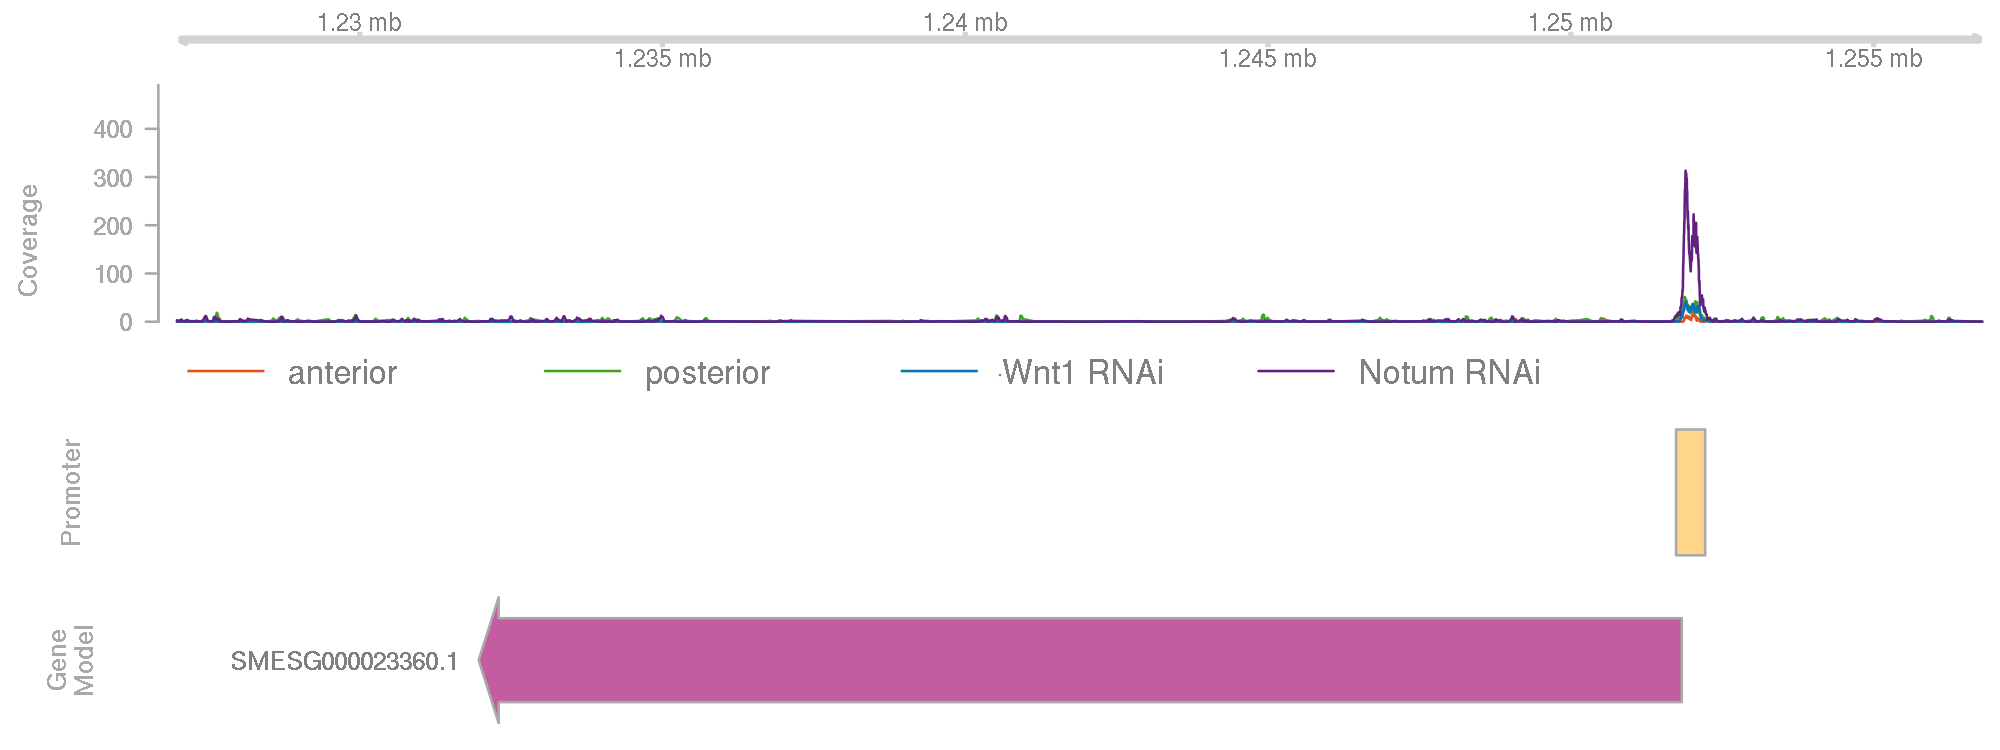 1.23 mb 1.24 mb 1.25 mb
1.235 mb 1.245 mb 1.255 mb
Coverage
400
300
200
100
0
anterior posterior Wnt1 RNAi Notum RNAi
Promoter
Gene
Model
SMESG000023360.1